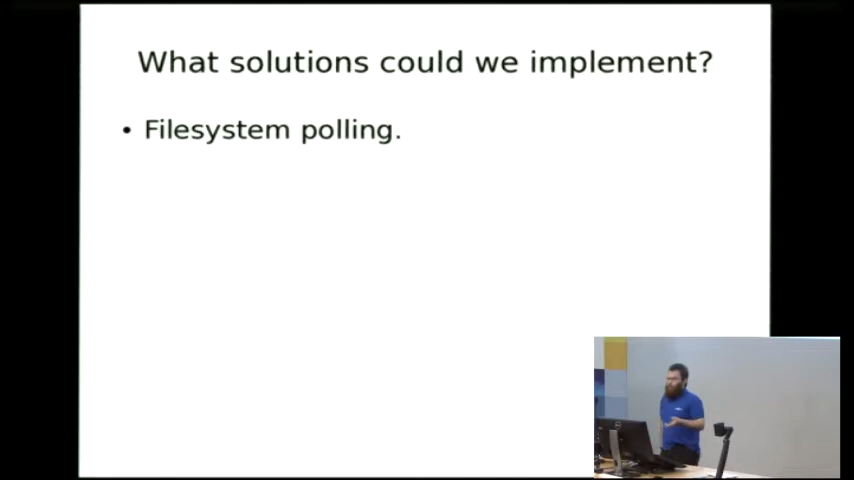 What solutions could we implement?
• Filesystem polling.